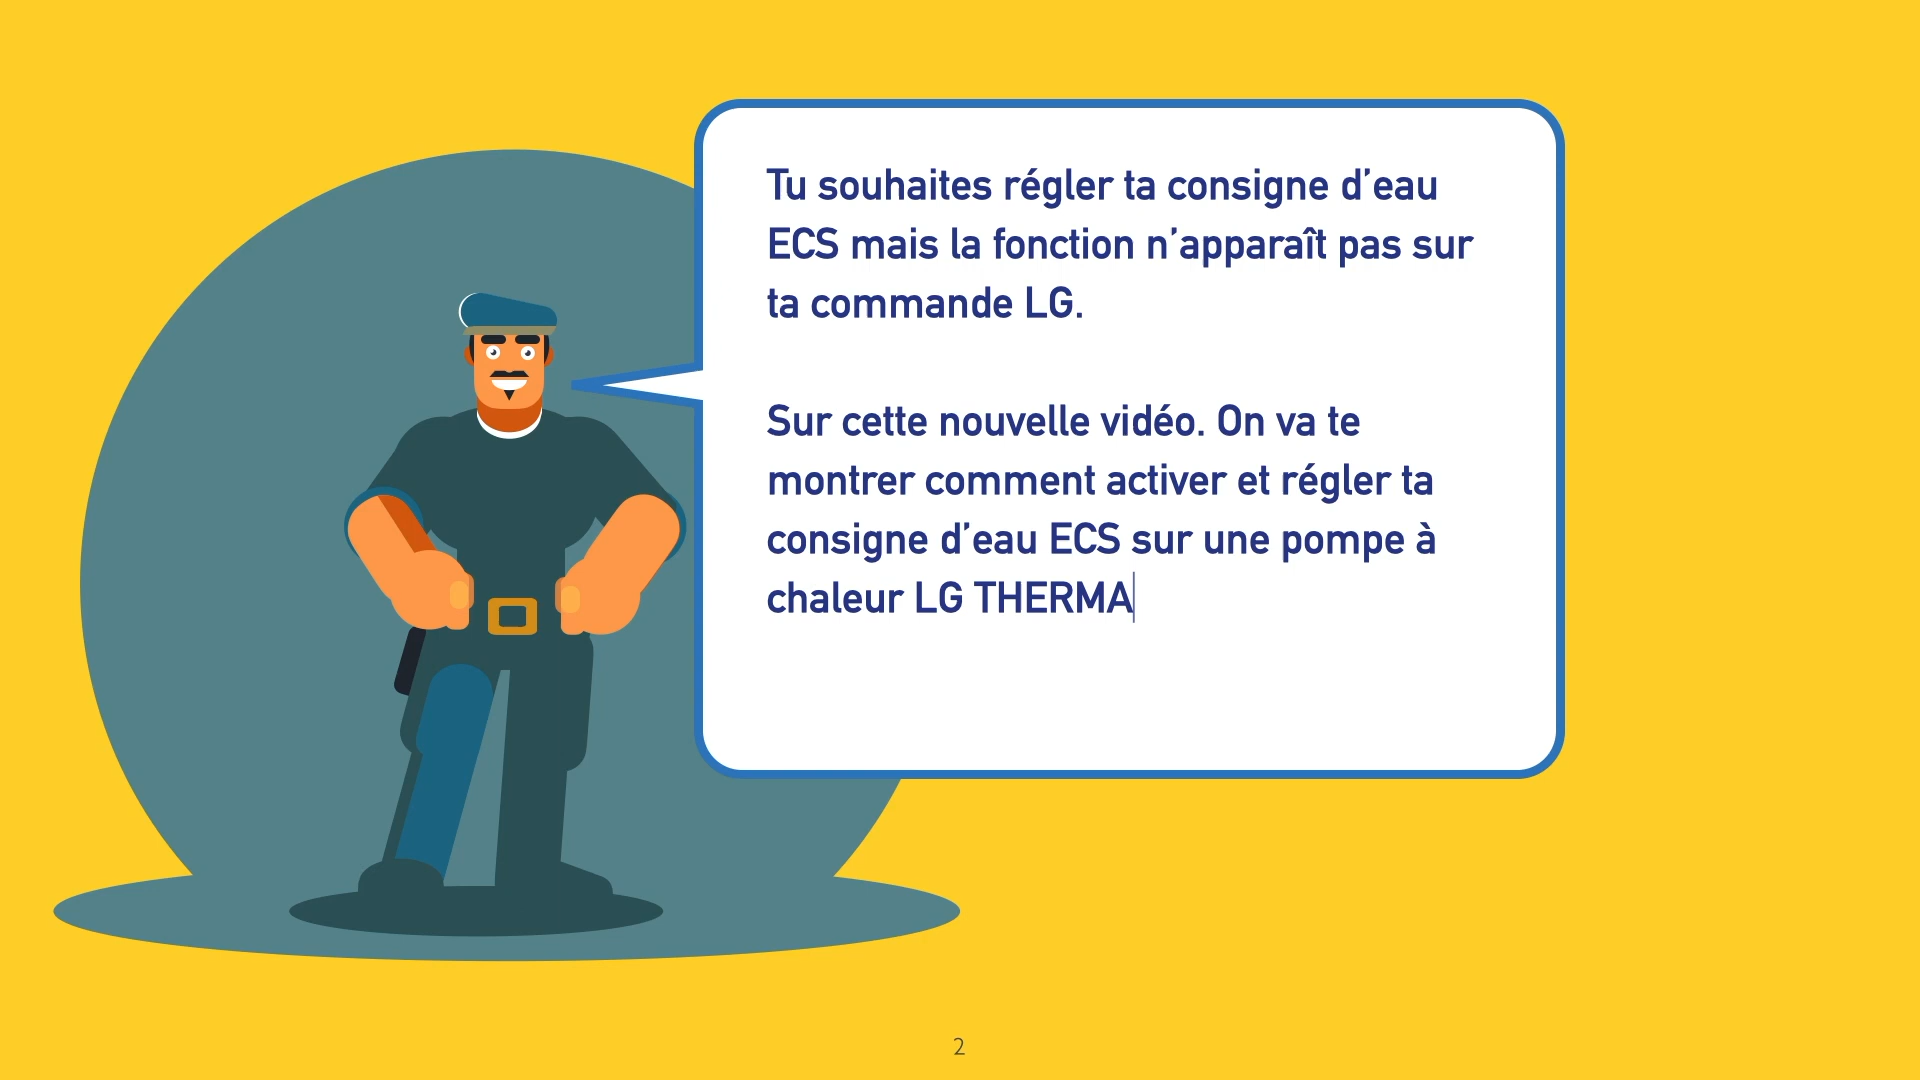 Tu souhaites régler ta consigne d’eau
ECS mais la fonction n’apparaît pas sur
ta commande LG.
Sur cette nouvelle vidéo. On va te
montrer comment activer et régler ta
consigne d’eau ECS sur une pompe à
chaleur LG THERMA
2